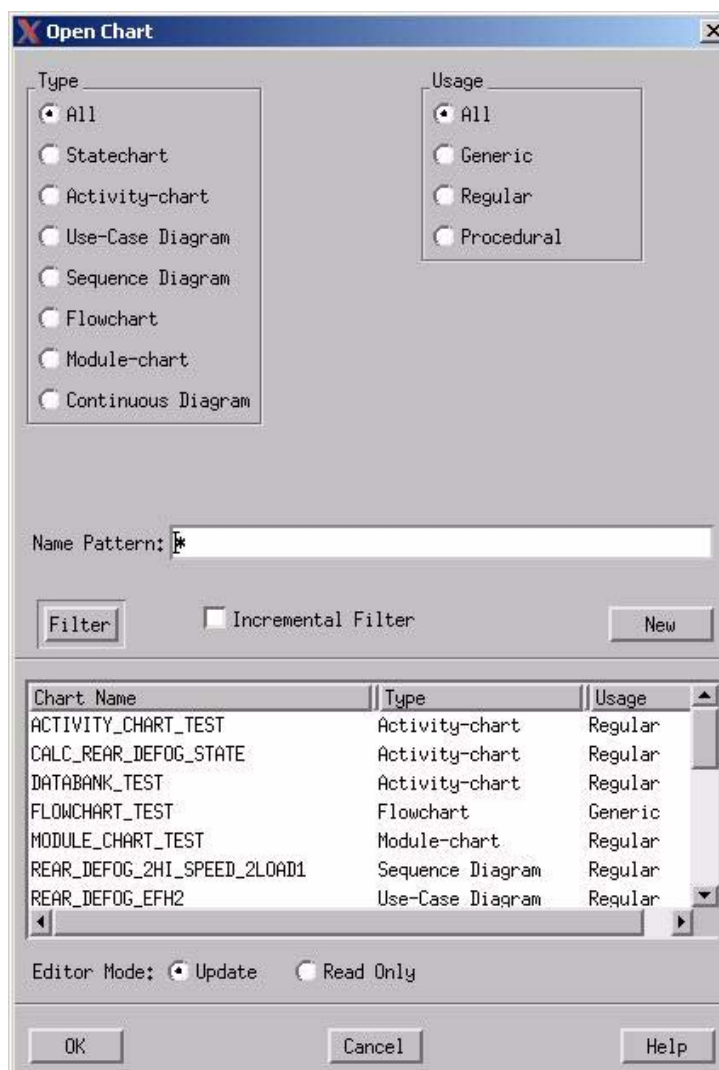 Open Chart
Type
All
Statechart
Activity-chart
Use-Case Diagram
Sequence Diagram
Flowchart
Module-chart
Continuous Diagram
Usage
All
Generic
Regular
Procedural
Name Pattern: *
Filter
Incremental Filter
New
Chart Name Type Usage
ACTIVITY_CHART_TEST Activity-chart Regular
CALC_REAR_DEFOG_STATE Activity-chart Regular
DATABANK_TEST Activity-chart Regular
FLOWCHART_TEST Flowchart Generic
MODULE_CHART_TEST Module-chart Regular
REAR_DEFOG_2HI_SPEED_2LOAD1 Sequence Diagram Regular
REAR_DEFOG_EFH2 Use-Case Diagram Regular
Editor Mode: Update Read Only
OK Cancel Help